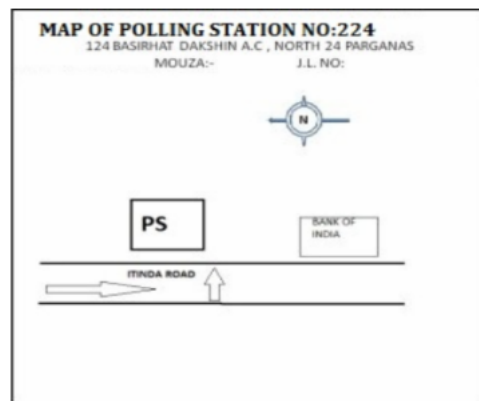 MAP OF POLLING STATION NO:224
124 BASIRHAT DAKSHIN A.C , NORTH 24 PARGANAS
MOUZA:- J.L. NO:
N
PS
BANK OF
INDIA
ITINDA ROAD